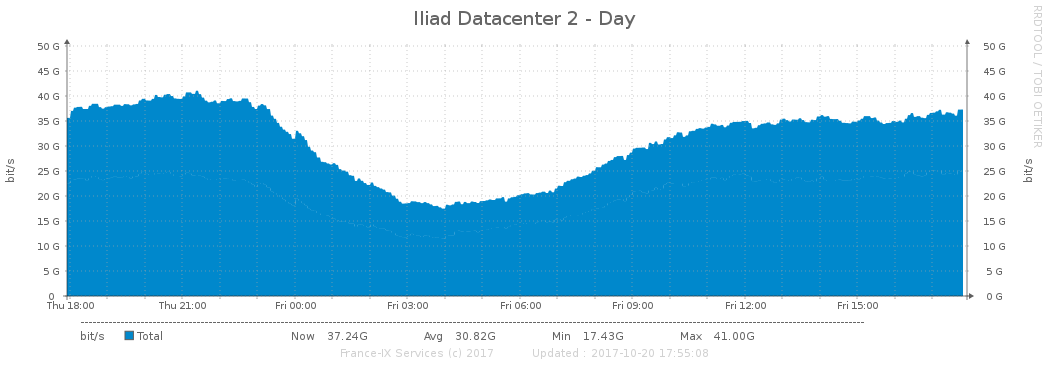 Iliad Datacenter 2 - Day
RRDTOOL / TOBI OETIKER
bit/s
50 G
45 G
40 G
35 G
30 G
25 G
20 G
15 G
10 G
5 G
0
50 G
45 G
40 G
35 G
30 G
25 G
20 G
15 G
10 G
5 G
0 G
bit/s
Thu 18:00 Thu 21:00 Fri 00:00 Fri 03:00 Fri 06:00 Fri 09:00 Fri 12:00 Fri 15:00
bit/s Total Now 37.24G Avg 30.82G Min 17.43G Max 41.00G
France-IX Services (c) 2017 Updated : 2017-10-20 17:55:08